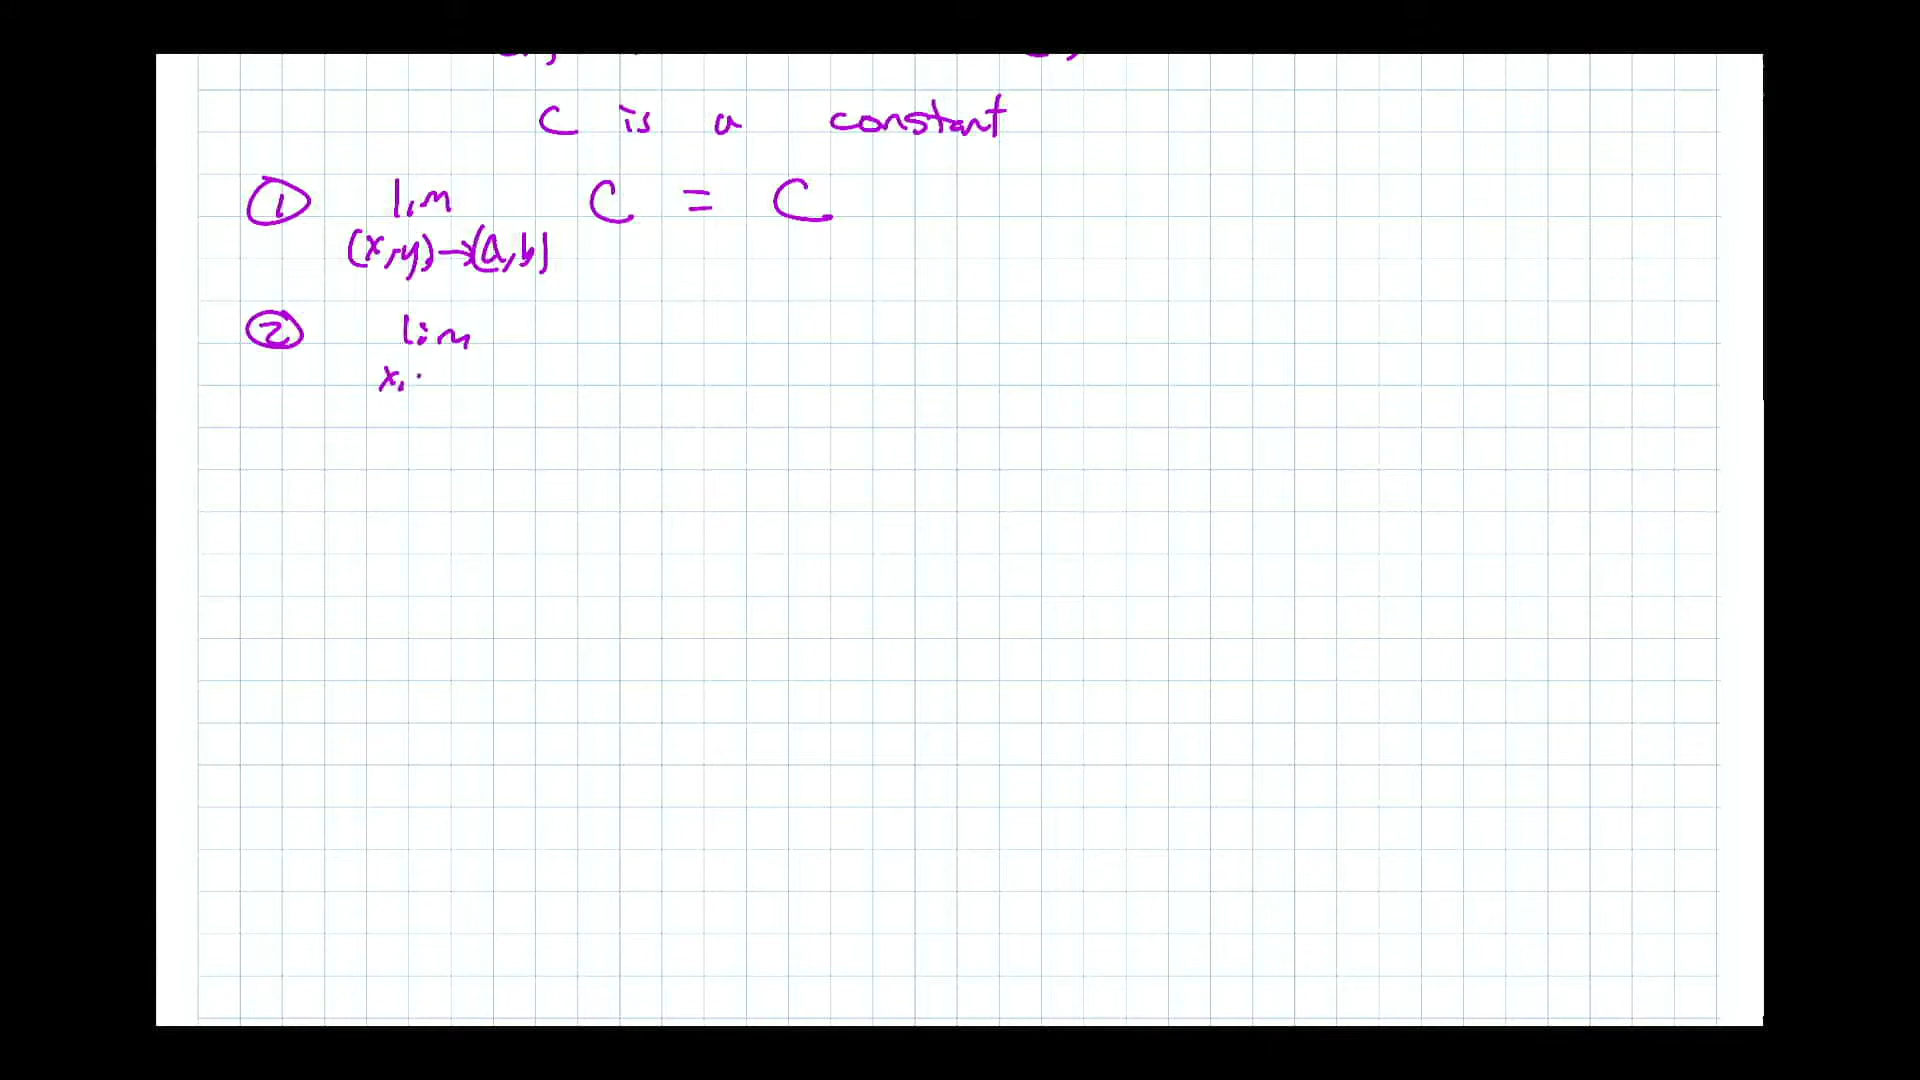 C is a constant
① lim C = C
(x,y)→(a,b)
② lim
x,